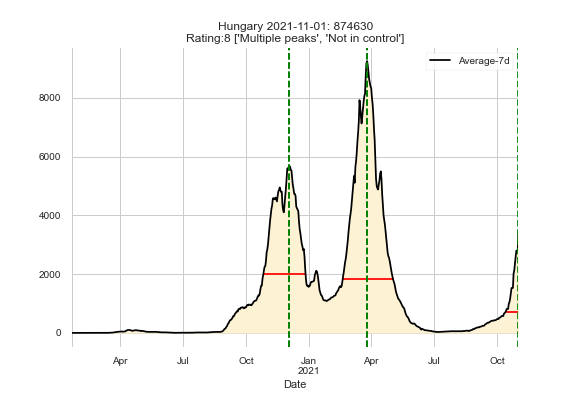 Hungary 2021-11-01: 874630
Rating:8 ['Multiple peaks', 'Not in control']
Average-7d
8000
6000
4000
2000
0
Apr Jul Oct Jan Apr Jul Oct
2021
Date